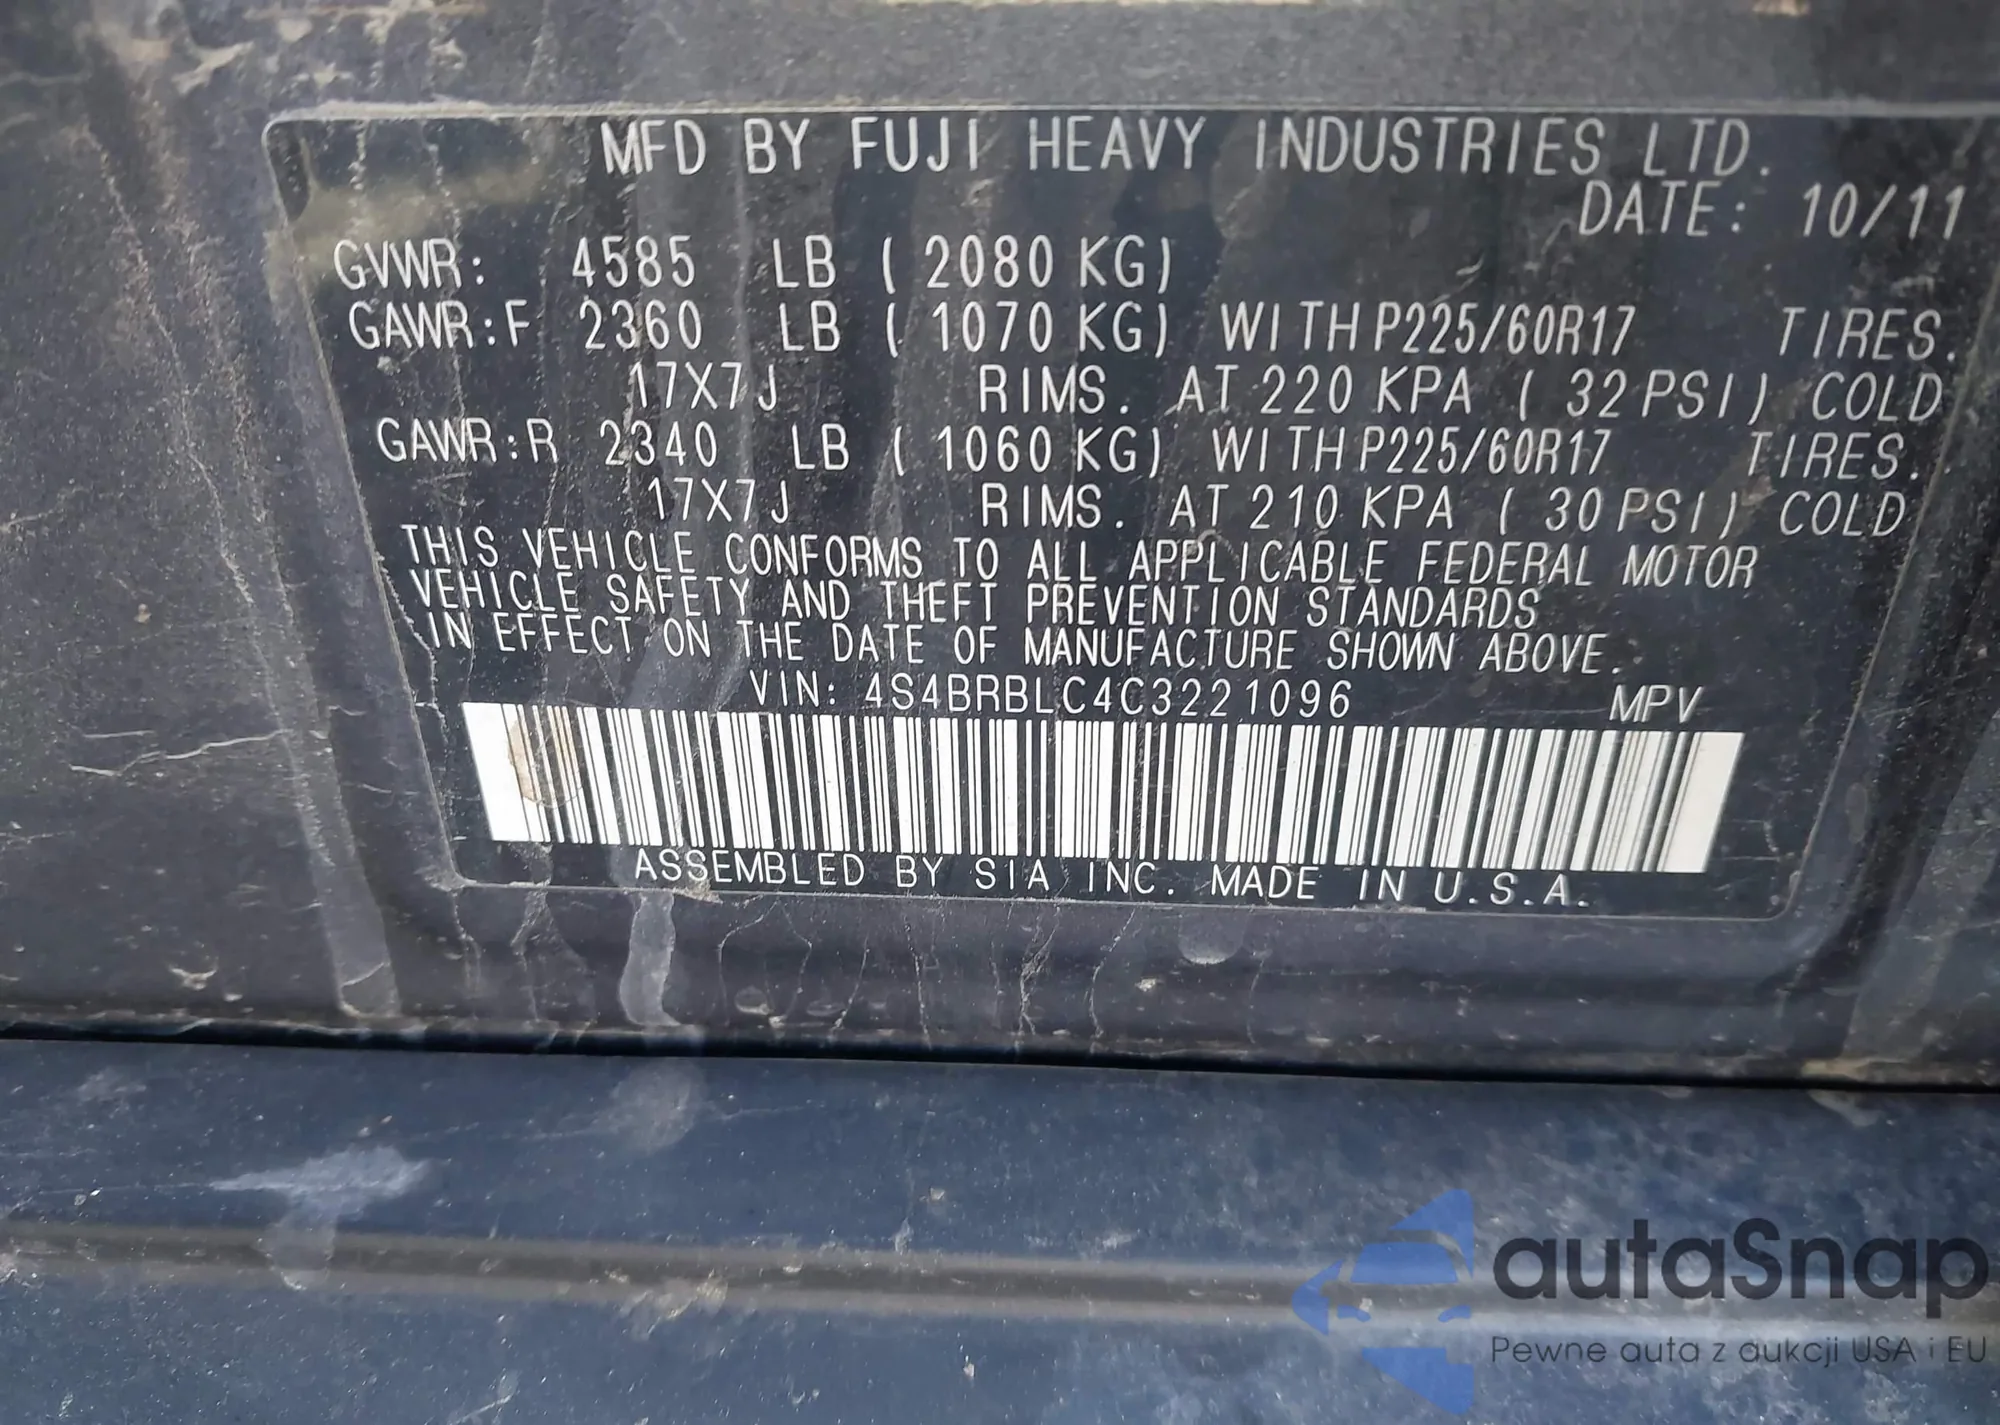 MFD BY FUJI HEAVY INDUSTRIES LTD.
DATE: 10/11
GVWR: 4585 LB ( 2080 KG)
GAWR:F 2360 LB ( 1070 KG) WITH P225/60R17 TIRES.
17X7J RIMS. AT 220 KPA ( 32 PSI) COLD
GAWR:R 2340 LB ( 1060 KG) WITH P225/60R17 TIRES.
17X7J RIMS. AT 210 KPA ( 30 PSI) COLD
THIS VEHICLE CONFORMS TO ALL APPLICABLE FEDERAL MOTOR
VEHICLE SAFETY AND THEFT PREVENTION STANDARDS
IN EFFECT ON THE DATE OF MANUFACTURE SHOWN ABOVE.
VIN: 4S4BRBLC4C3221096 MPV
ASSEMBLED BY SIA INC. MADE IN U.S.A.
autaSnap
Pewne auta z aukcji USA i EU